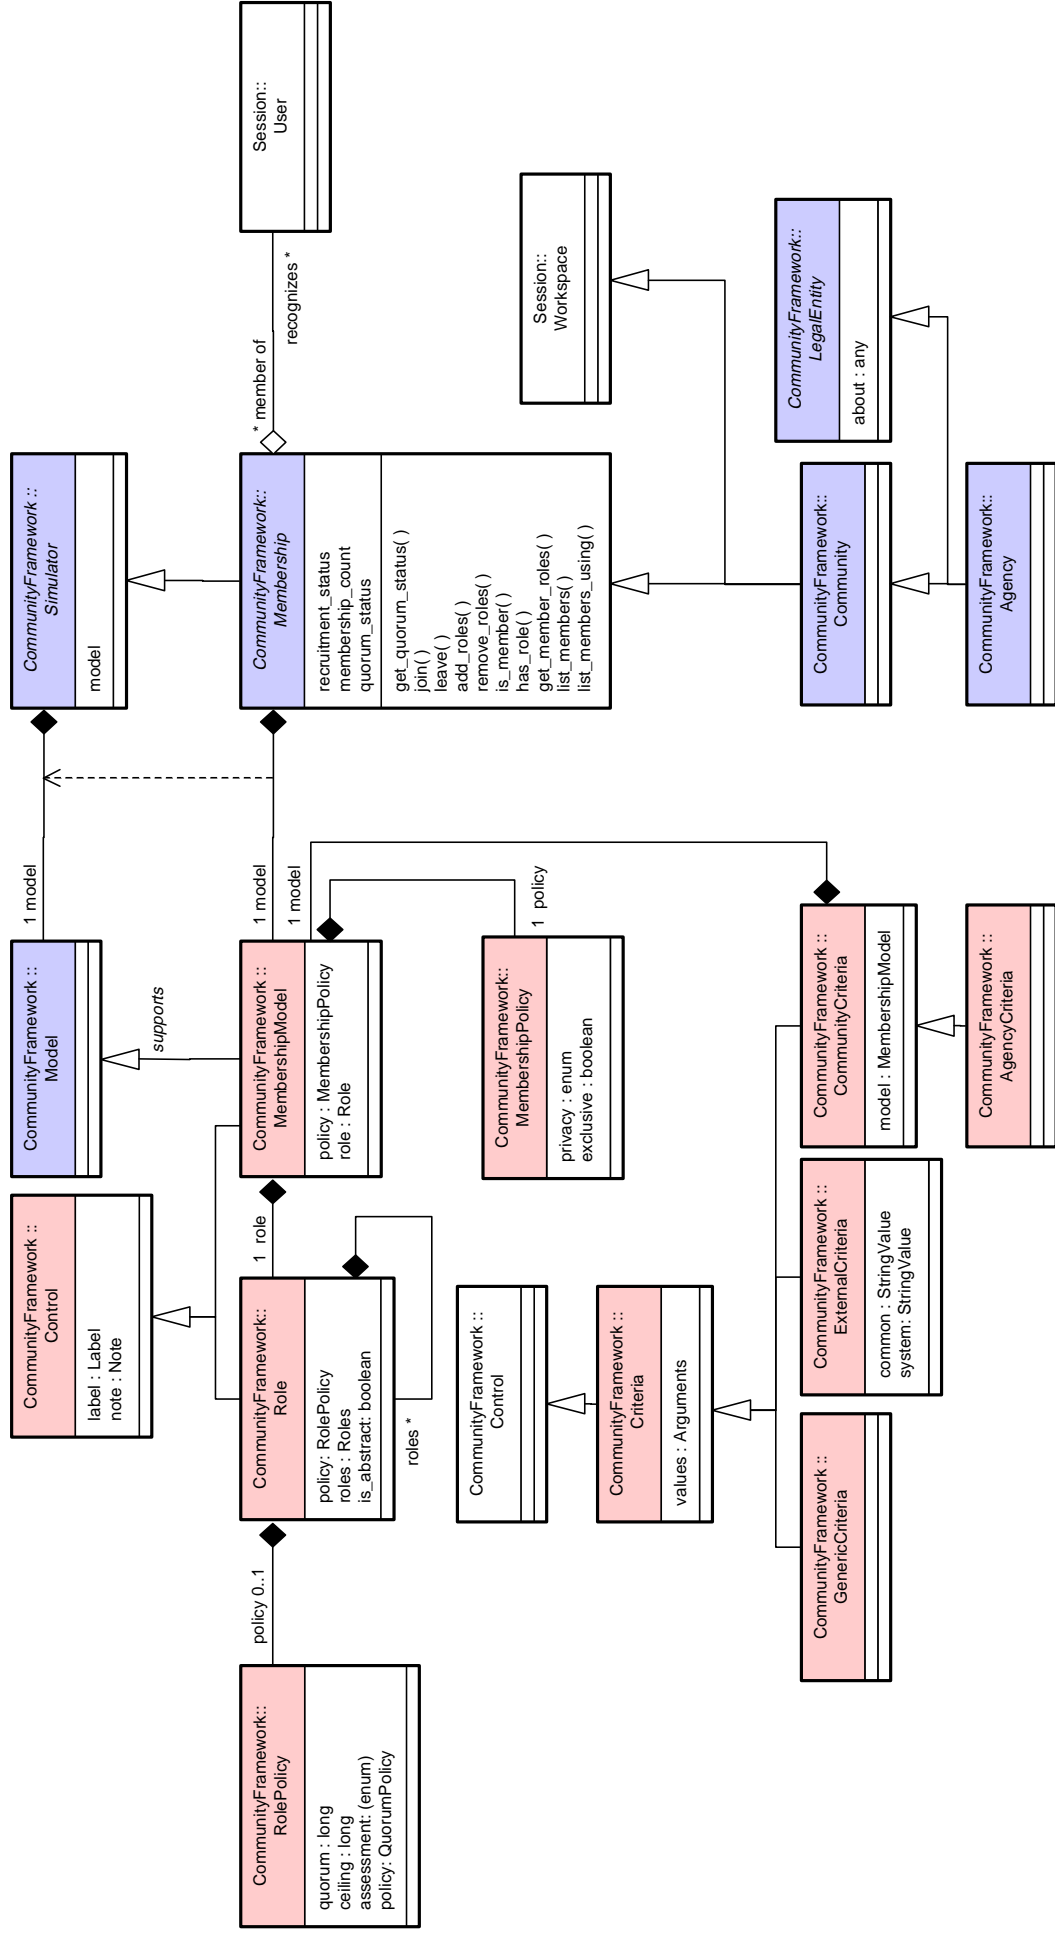 CommunityFramework::
RolePolicy
quorum : long
ceiling : long
assessment: (enum)
policy: QuorumPolicy
policy 0..1
CommunityFramework ::
Control
label : Label
note : Note
CommunityFramework::
Role
policy: RolePolicy
roles : Roles
is_abstract: boolean
roles *
1 role
CommunityFramework ::
Model
supports
CommunityFramework ::
MembershipModel
policy : MembershipPolicy
role : Role
1 model
1 model
1 model
CommunityFramework ::
Simulator
model
CommunityFramework::
Membership
recruitment_status
membership_count
quorum_status
get_quorum_status( )
join( )
leave( )
add_roles( )
remove_roles( )
is_member( )
has_role( )
get_member_roles( )
list_members( )
list_members_using( )
* member of
recognizes *
Session::
User
CommunityFramework::
MembershipPolicy
privacy : enum
exclusive : boolean
1 policy
Session::
Workspace
CommunityFramework ::
Control
CommunityFramework ::
Criteria
values : Arguments
CommunityFramework ::
GenericCriteria
CommunityFramework ::
ExternalCriteria
common : StringValue
system: StringValue
CommunityFramework ::
CommunityCriteria
model : MembershipModel
CommunityFramework ::
AgencyCriteria
CommunityFramework::
LegalEntity
about : any
CommunityFramework::
Community
CommunityFramework::
Agency